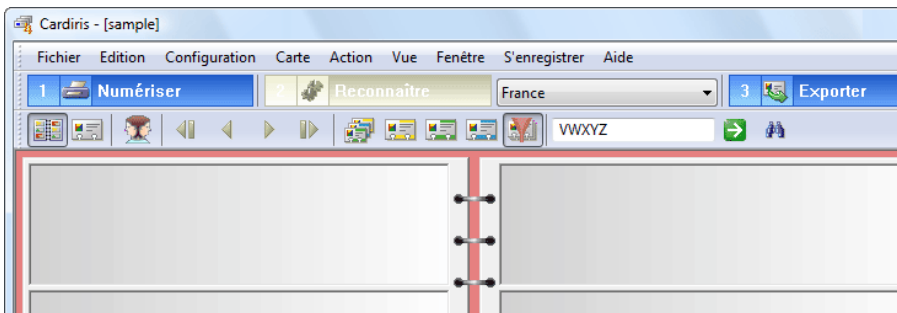 Cardiris - [sample]
Fichier Edition Configuration Carte Action Vue Fenêtre S'enregistrer Aide
1 Numériser 2 Reconnaître France 3 Exporter
VWXYZ